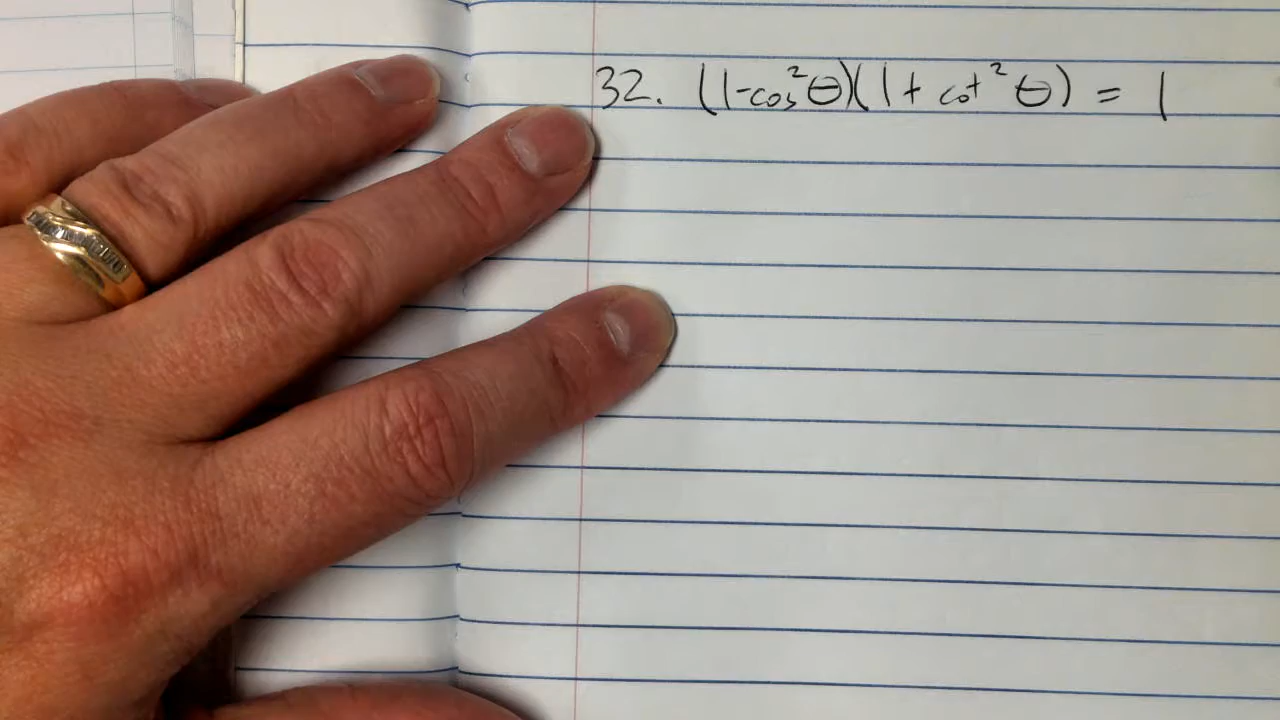 32. (1-cos²θ)(1+ cot²θ) = 1